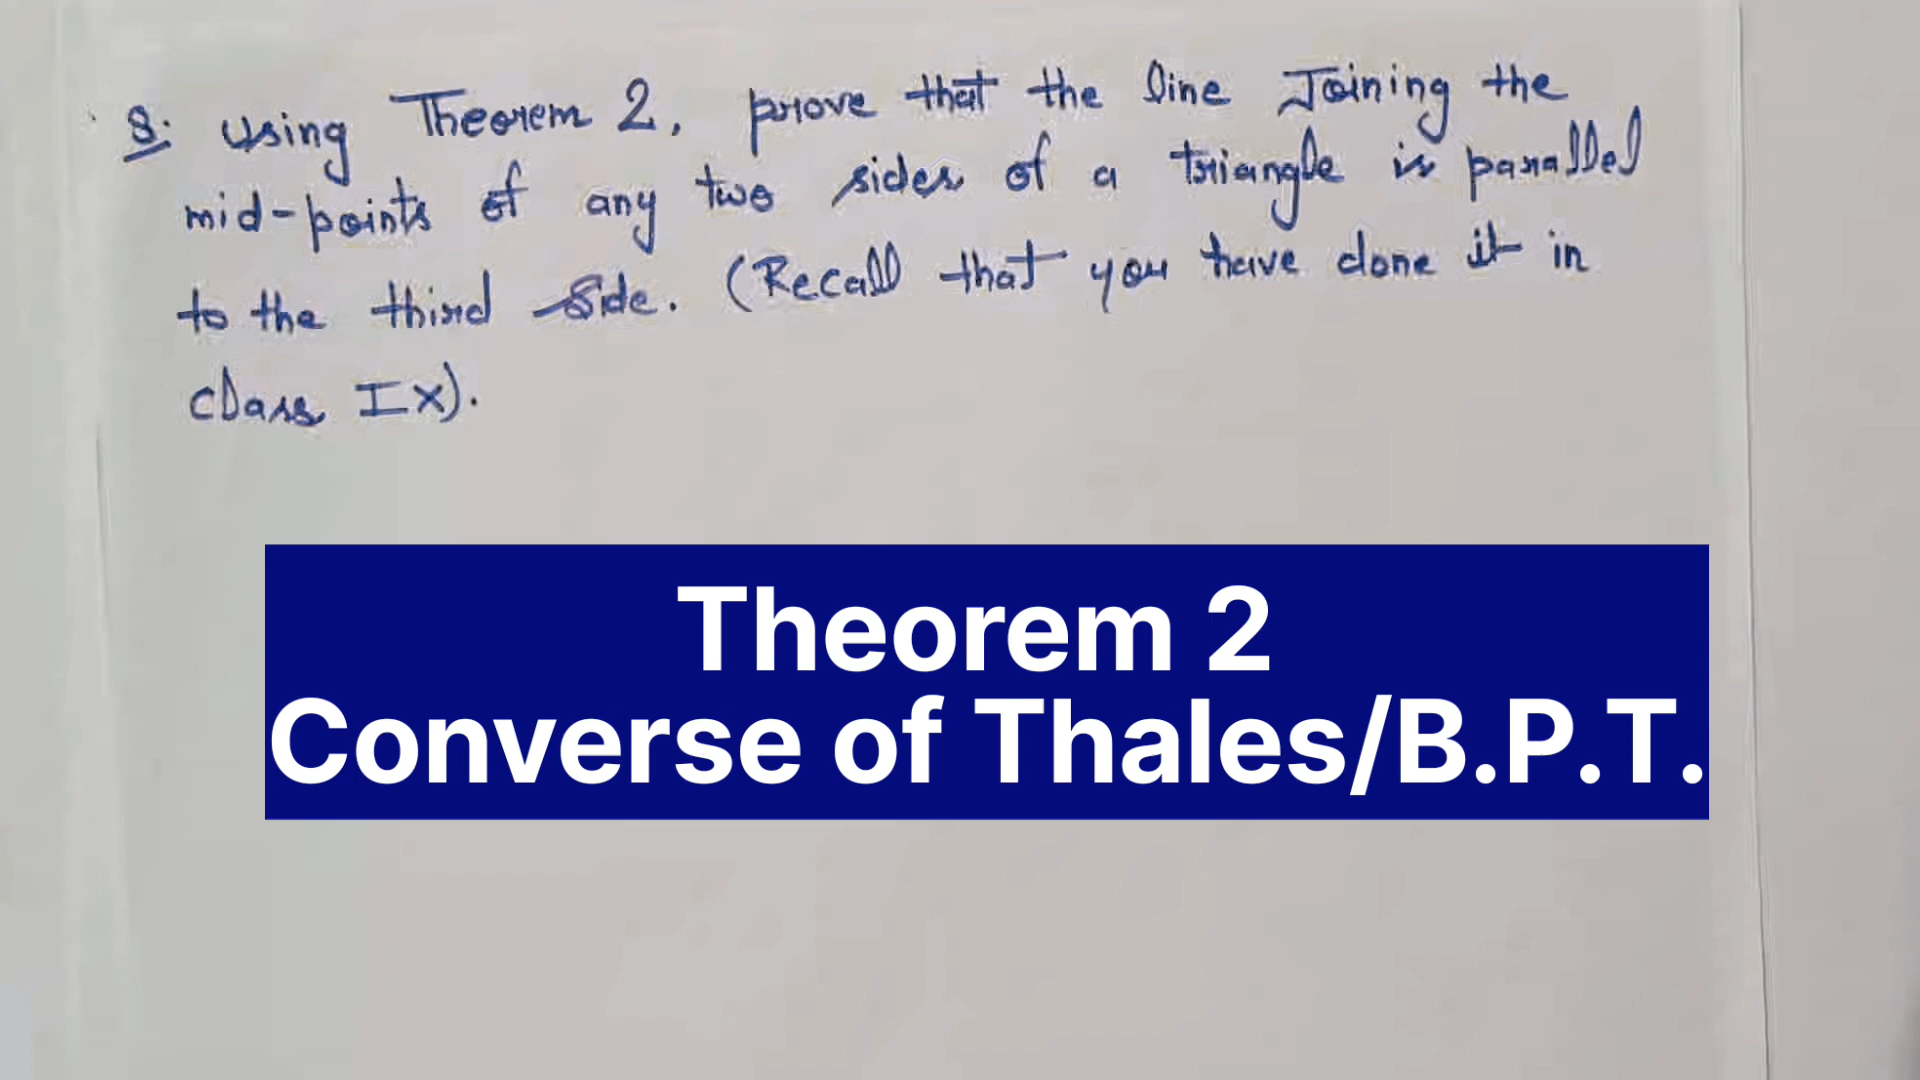 Q. Using Theorem 2, prove that the line Joining the
mid-points of any two sides of a triangle is parallel
to the third Side. (Recall that you have done it in
class IX).
Theorem 2
Converse of Thales/B.P.T.